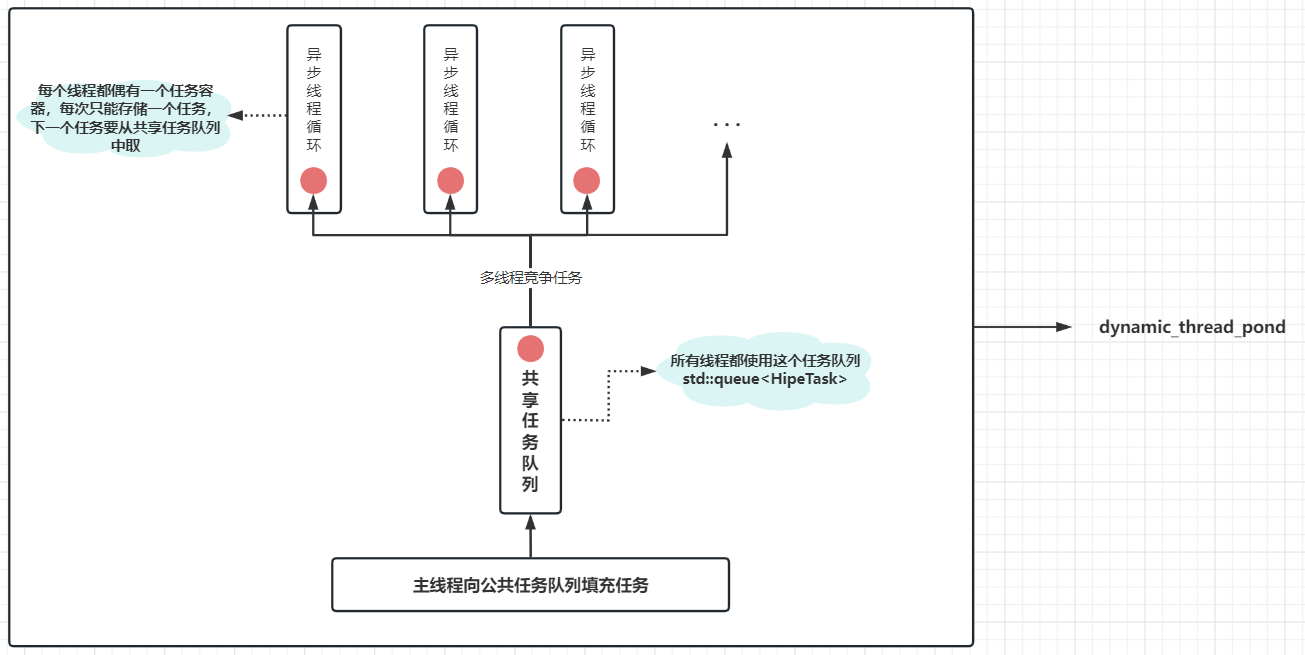 异步线程循环
异步线程循环
异步线程循环
每个线程都偶有一个任务容
器，每次只能存储一个任务，
下一个任务要从共享任务队列
中取
...
多线程竞争任务
共享任务队列
所有线程都使用这个任务队列
std::queue<HipeTask>
dynamic_thread_pond
主线程向公共任务队列填充任务